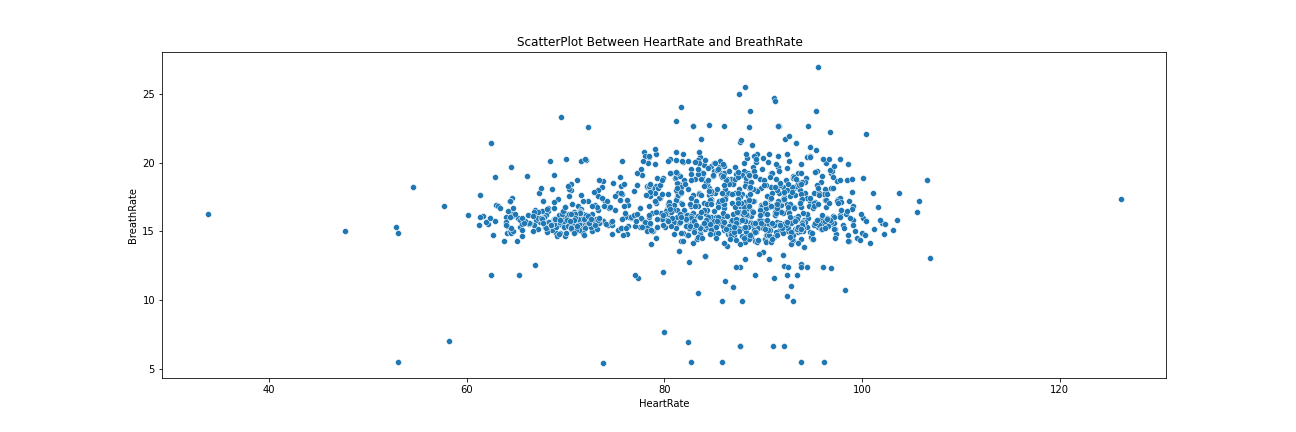 ScatterPlot Between HeartRate and BreathRate
BreathRate
25
20
15
10
5
40 60 80 100 120
HeartRate